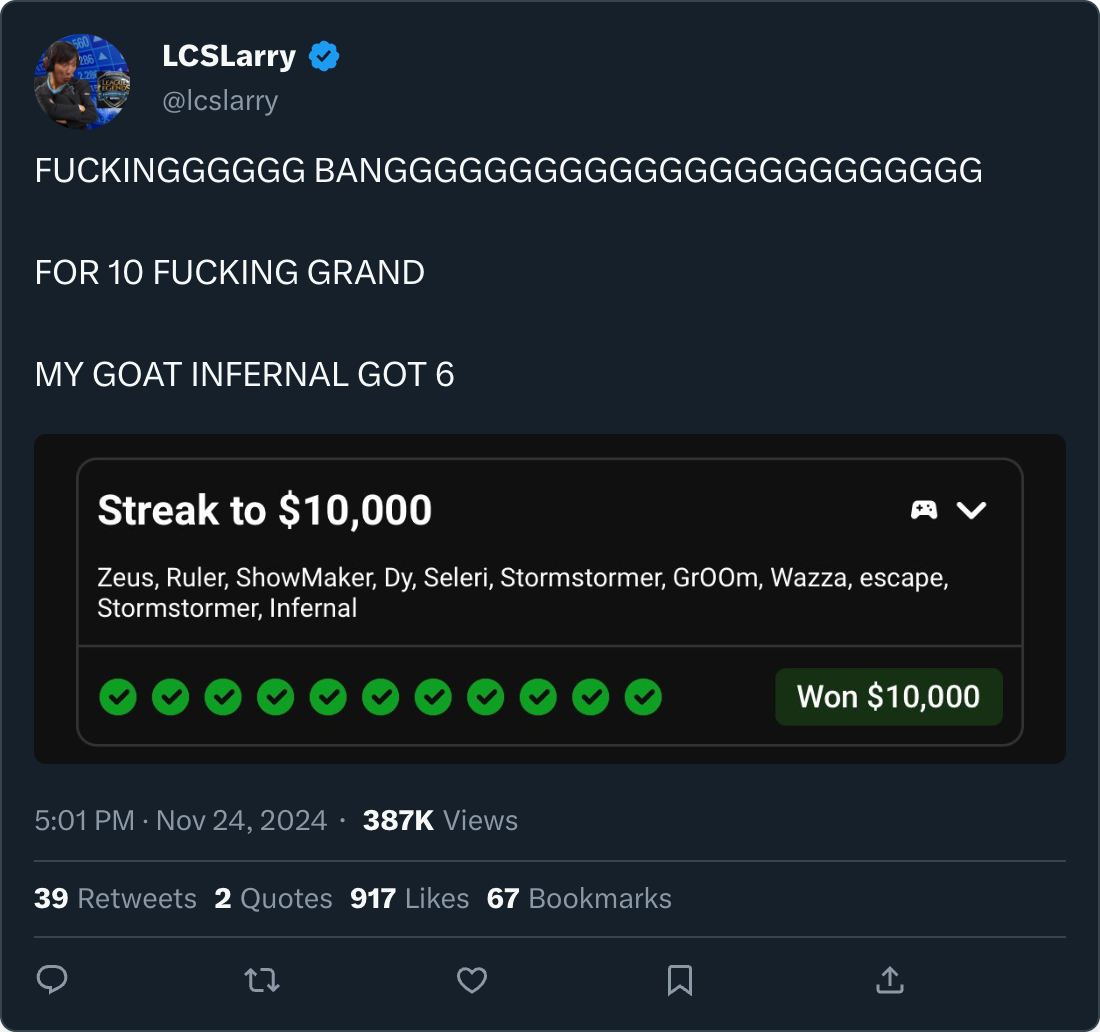 LCSLarry
@lcslarry
FUCKINGGGGGG BANGGGGGGGGGGGGGGGGGGGGGGGG
FOR 10 FUCKING GRAND
MY GOAT INFERNAL GOT 6
Streak to $10,000
Zeus, Ruler, ShowMaker, Dy, Seleri, Stormstormer, GrOOm, Wazza, escape,
Stormstormer, Infernal
Won $10,000
5:01 PM · Nov 24, 2024 · 387K Views
39 Retweets 2 Quotes 917 Likes 67 Bookmarks